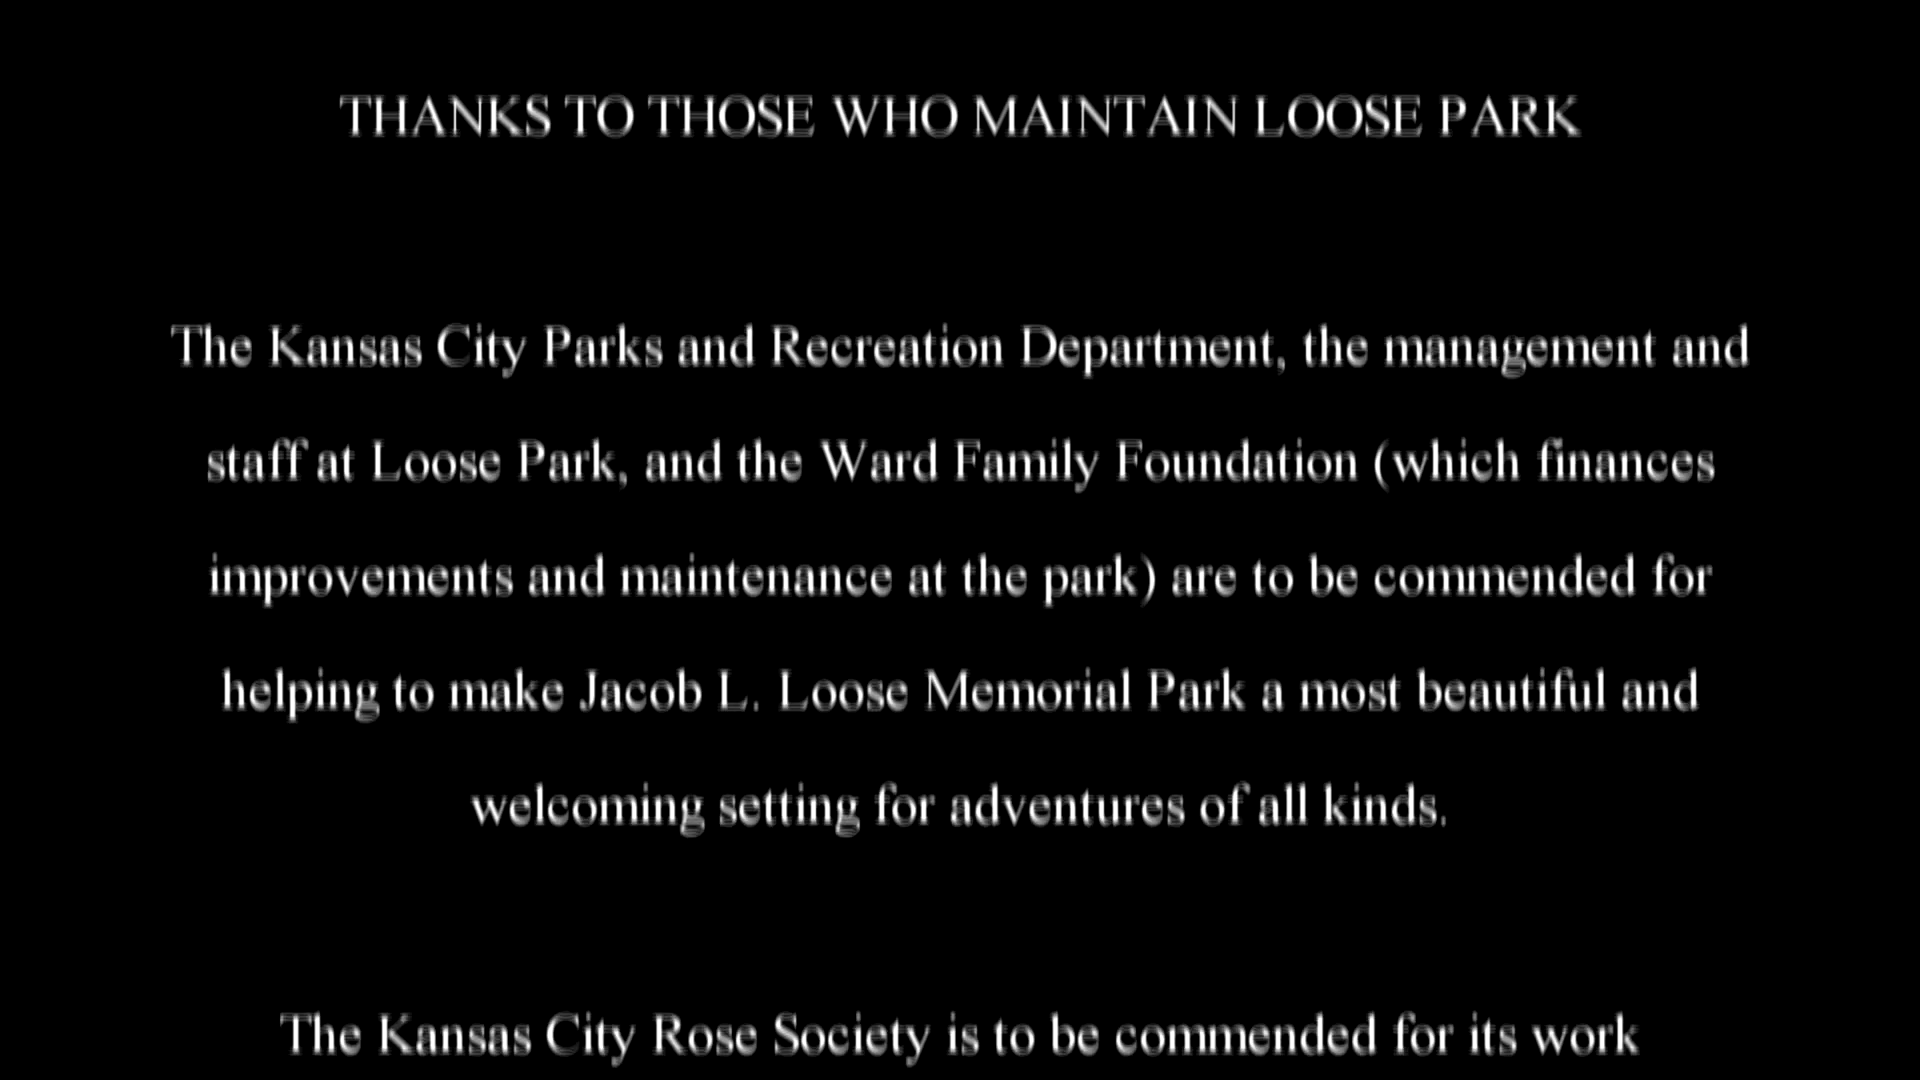 THANKS TO THOSE WHO MAINTAIN LOOSE PARK
The Kansas City Parks and Recreation Department, the management and
staff at Loose Park, and the Ward Family Foundation (which finances
improvements and maintenance at the park) are to be commended for
helping to make Jacob L. Loose Memorial Park a most beautiful and
welcoming setting for adventures of all kinds.
The Kansas City Rose Society is to be commended for its work